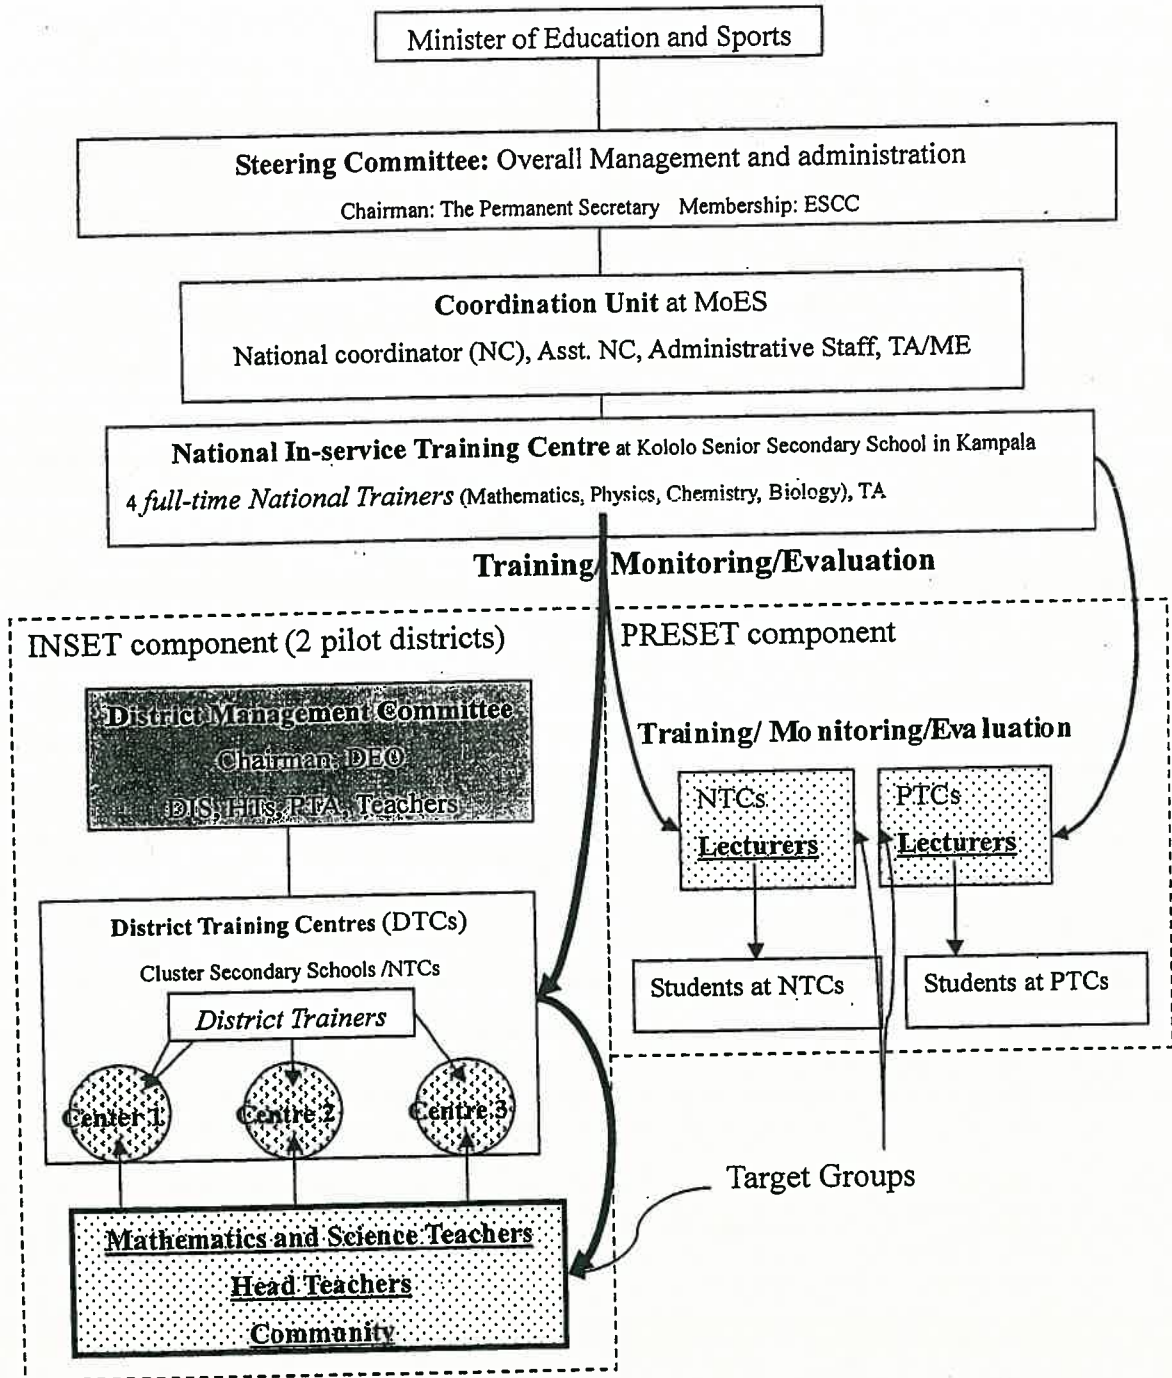 Minister of Education and Sports
Steering Committee: Overall Management and administration
Chairman: The Permanent Secretary Membership: ESCC
Coordination Unit at MoES
National coordinator (NC), Asst. NC, Administrative Staff, TA/ME
National In-service Training Centre at Kololo Senior Secondary School in Kampala
4 full-time National Trainers (Mathematics, Physics, Chemistry, Biology), TA
Training/ Monitoring/Evaluation
INSET component (2 pilot districts)
District Management Committee
Chairman: DEO
DIS, HTs, PTA, Teachers
District Training Centres (DTCs)
Cluster Secondary Schools /NTCs
District Trainers
Center 1
Centre 2
Centre 3
Mathematics and Science Teachers
Head Teachers
Community
PRESET component
Training/ Monitoring/Evaluation
NTCs
Lecturers
PTCs
Lecturers
Students at NTCs
Students at PTCs
Target Groups